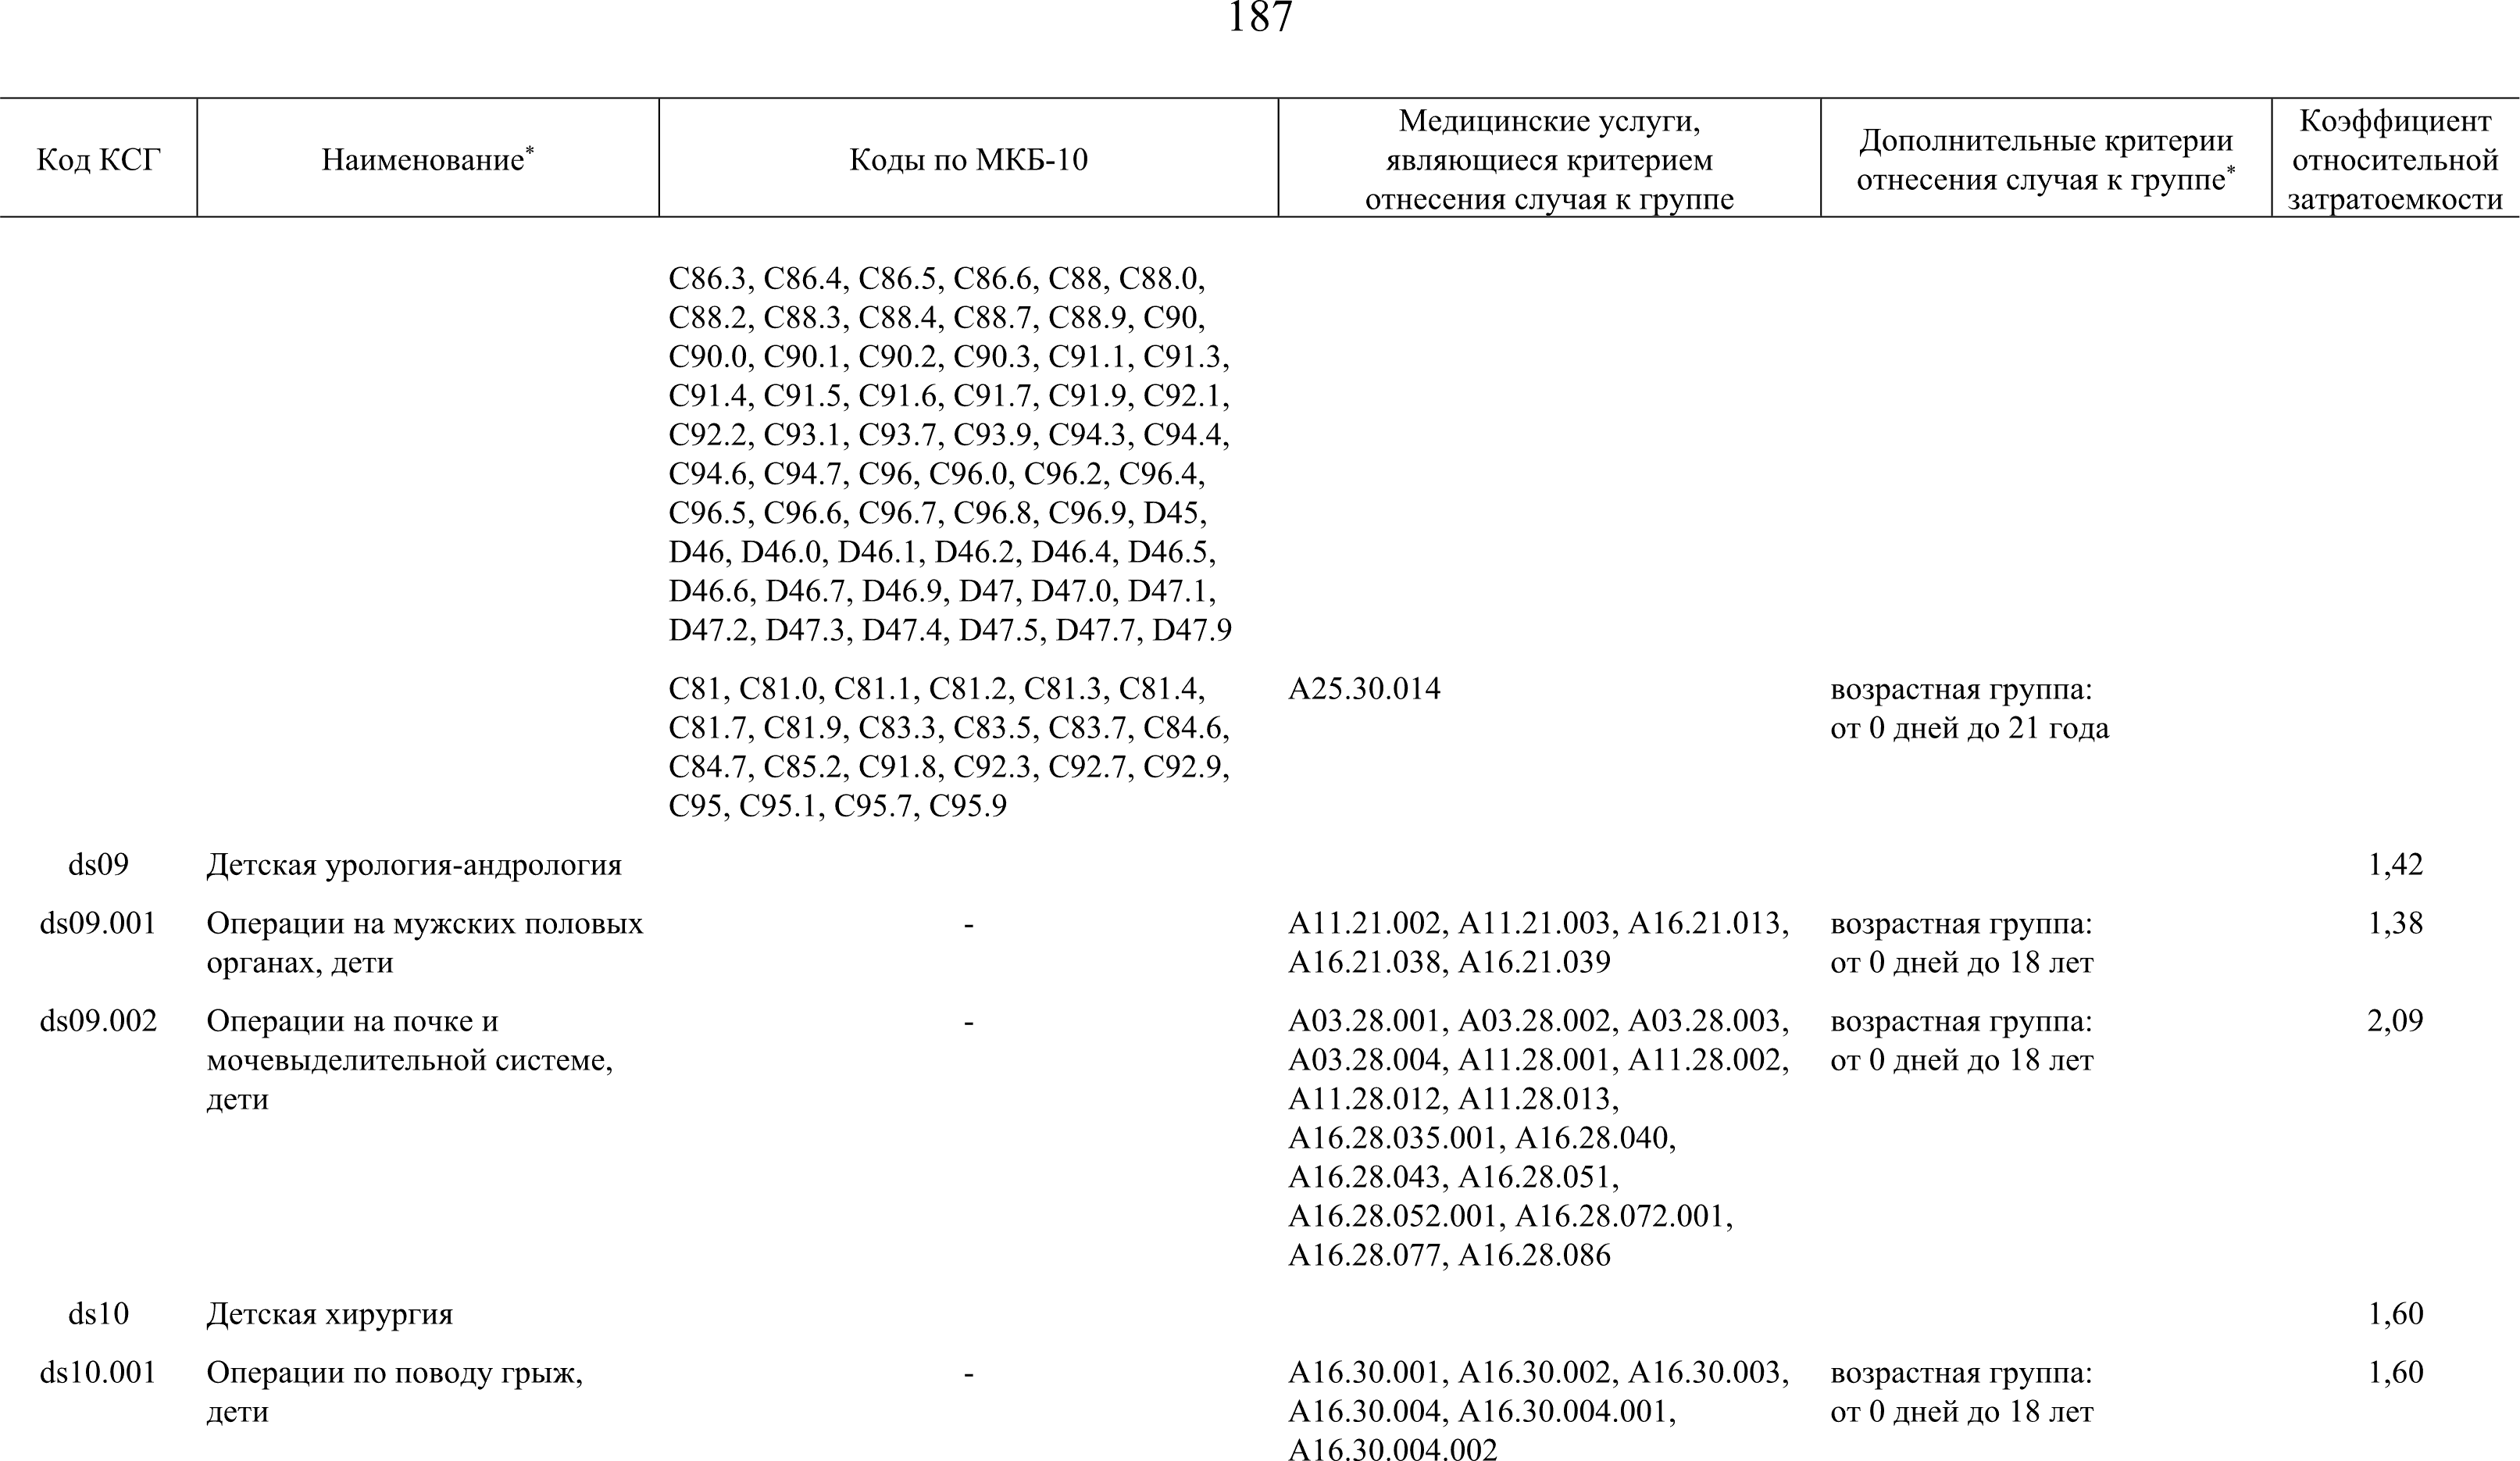 187
Код КСГ
Наименование*
Коды по МКБ-10
Медицинские услуги,
являющиеся критерием
отнесения случая к группе
Дополнительные критерии
отнесения случая к группе*
Коэффициент
относительной
затратоемкости
C86.3, C86.4, C86.5, C86.6, C88, C88.0,
C88.2, C88.3, C88.4, C88.7, C88.9, C90,
C90.0, C90.1, C90.2, C90.3, C91.1, C91.3,
C91.4, C91.5, C91.6, C91.7, C91.9, C92.1,
C92.2, C93.1, C93.7, C93.9, C94.3, C94.4,
C94.6, C94.7, C96, C96.0, C96.2, C96.4,
C96.5, C96.6, C96.7, C96.8, C96.9, D45,
D46, D46.0, D46.1, D46.2, D46.4, D46.5,
D46.6, D46.7, D46.9, D47, D47.0, D47.1,
D47.2, D47.3, D47.4, D47.5, D47.7, D47.9
C81, C81.0, C81.1, C81.2, C81.3, C81.4,
C81.7, C81.9, C83.3, C83.5, C83.7, C84.6,
C84.7, C85.2, C91.8, C92.3, C92.7, C92.9,
C95, C95.1, C95.7, C95.9
A25.30.014
возрастная группа:
от 0 дней до 21 года
ds09
Детская урология-андрология
1,42
ds09.001
Операции на мужских половых
органах, дети
-
A11.21.002, A11.21.003, A16.21.013,
A16.21.038, A16.21.039
возрастная группа:
от 0 дней до 18 лет
1,38
ds09.002
Операции на почке и
мочевыделительной системе,
дети
-
A03.28.001, A03.28.002, A03.28.003,
A03.28.004, A11.28.001, A11.28.002,
A11.28.012, A11.28.013,
A16.28.035.001, A16.28.040,
A16.28.043, A16.28.051,
A16.28.052.001, A16.28.072.001,
A16.28.077, A16.28.086
возрастная группа:
от 0 дней до 18 лет
2,09
ds10
Детская хирургия
1,60
ds10.001
Операции по поводу грыж,
дети
-
A16.30.001, A16.30.002, A16.30.003,
A16.30.004, A16.30.004.001,
A16.30.004.002
возрастная группа:
от 0 дней до 18 лет
1,60